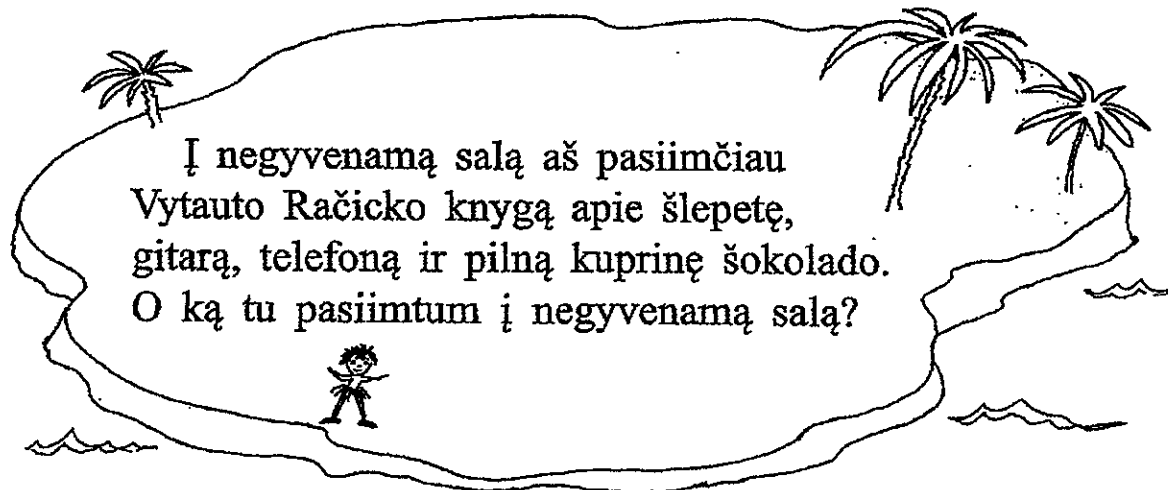 Į negyvenamą salą aš pasiimčiau
Vytauto Račicko knygą apie šlepetę,
gitarą, telefoną ir pilną kuprinę šokolado.
O ką tu pasiimtum į negyvenamą salą?